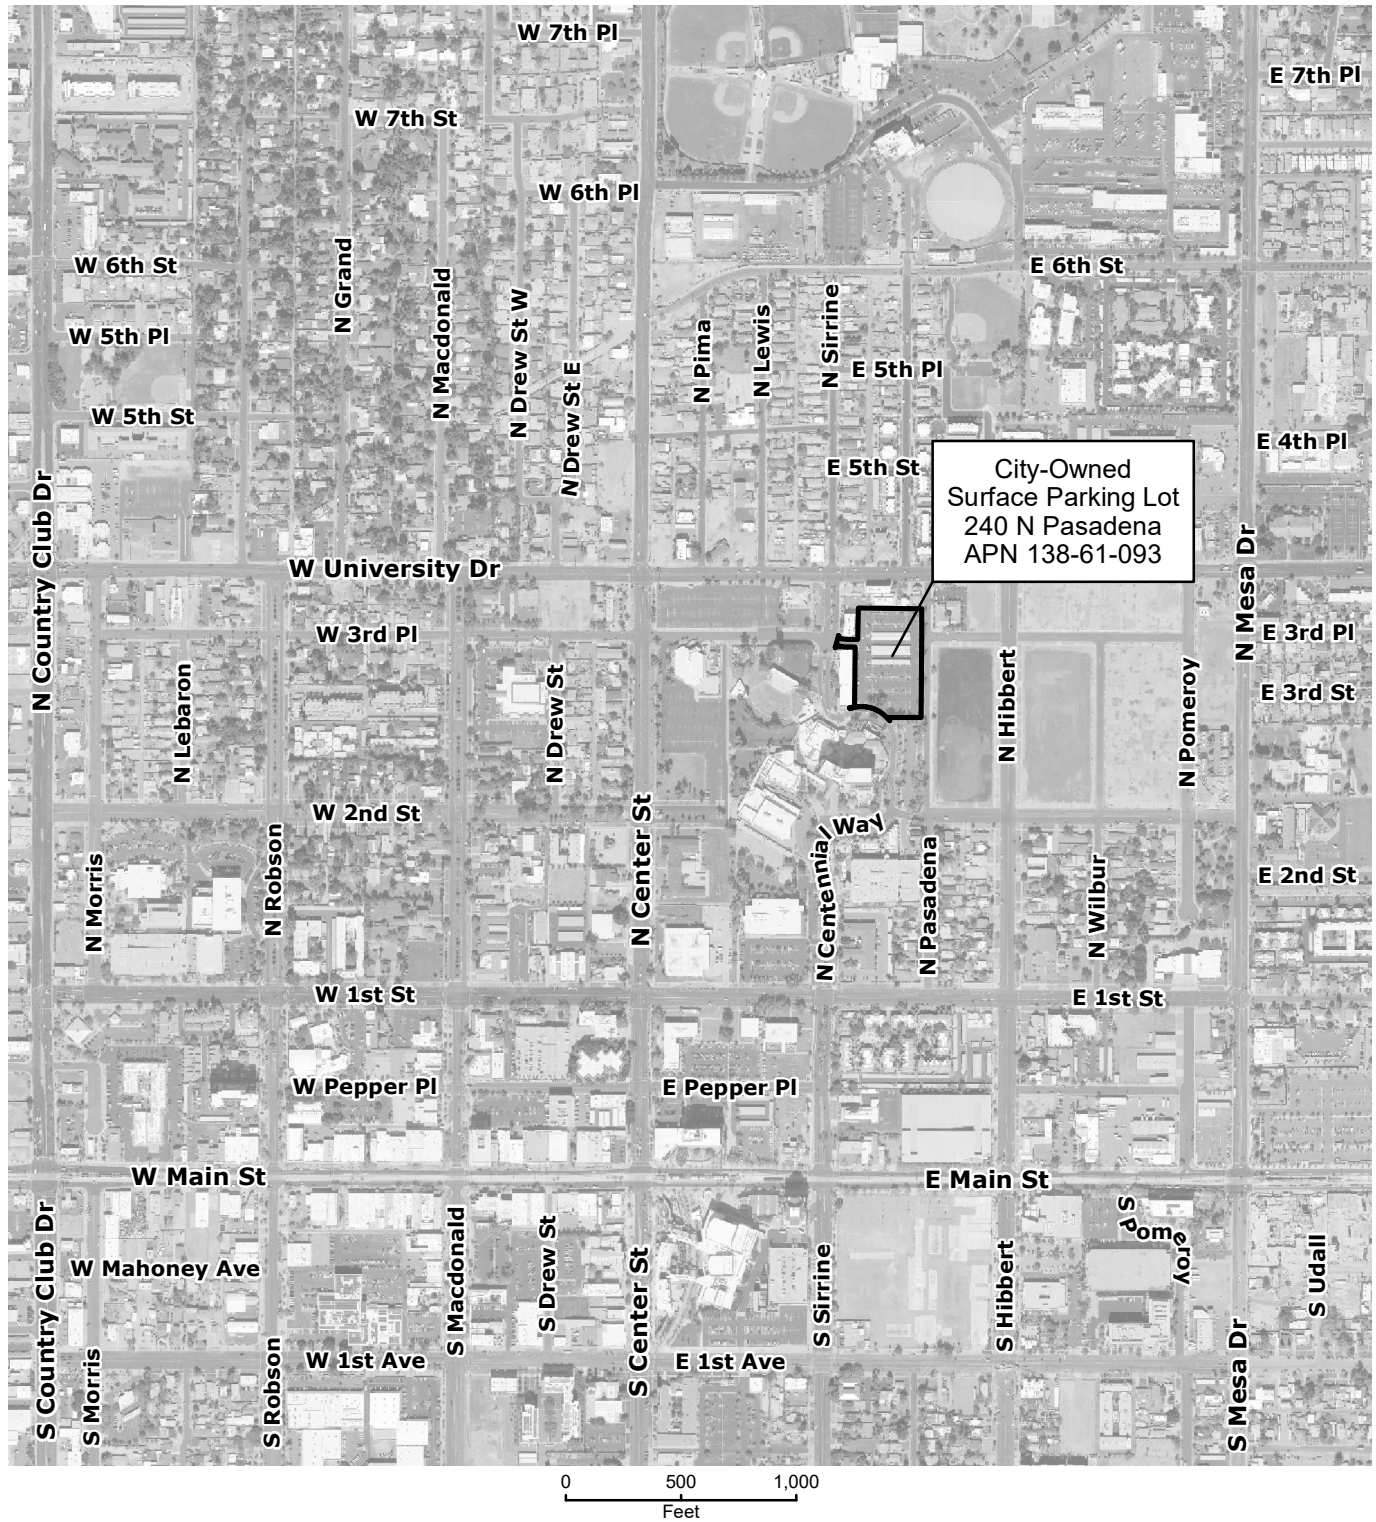 W 7th Pl
E 7th Pl
W 7th St
W 6th Pl
W 6th St
E 6th St
N Grand
N Macdonald
N Drew St W
N Drew St E
N Pima
N Lewis
N Sirrine
W 5th Pl
E 5th Pl
W 5th St
E 4th Pl
E 5th St
City-Owned
Surface Parking Lot
240 N Pasadena
APN 138-61-093
N Country Club Dr
W University Dr
N Mesa Dr
W 3rd Pl
E 3rd Pl
E 3rd St
N Lebaron
N Drew St
N Hibbert
N Pomeroy
W 2nd St
N Center St
N Centennial Way
N Morris
N Robson
N Pasadena
N Wilbur
E 2nd St
W 1st St
E 1st St
W Pepper Pl
E Pepper Pl
W Main St
E Main St
S Country Club Dr
W Mahoney Ave
S Macdonald
S Drew St
S Center St
S Sirrine
S Hibbert
S Pomeroy
S Udall
S Morris
S Robson
W 1st Ave
E 1st Ave
S Mesa Dr
0 500 1,000
Feet